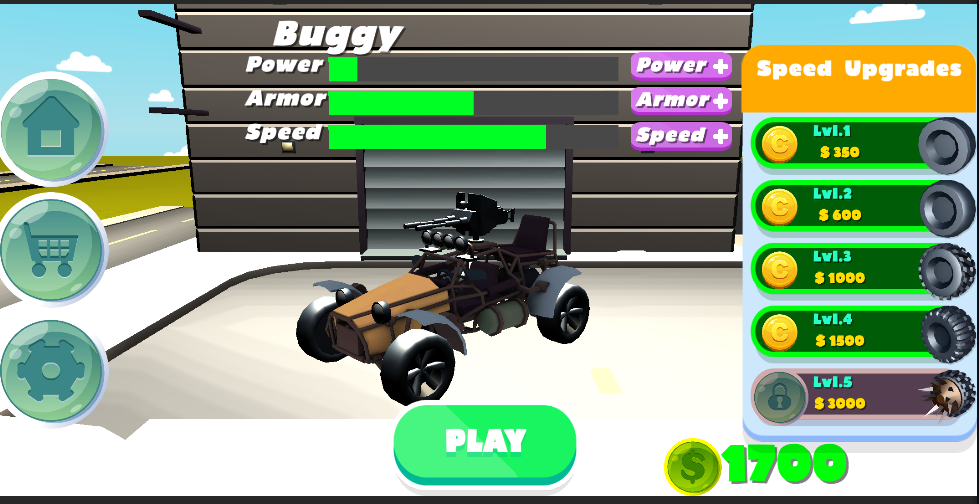 Buggy
Power
Power +
Armor
Armor +
Speed
Speed +
Speed Upgrades
Lvl.1
$ 350
Lvl.2
$ 600
Lvl.3
$ 1000
Lvl.4
$ 1500
Lvl.5
$ 3000
PLAY
$ 1700